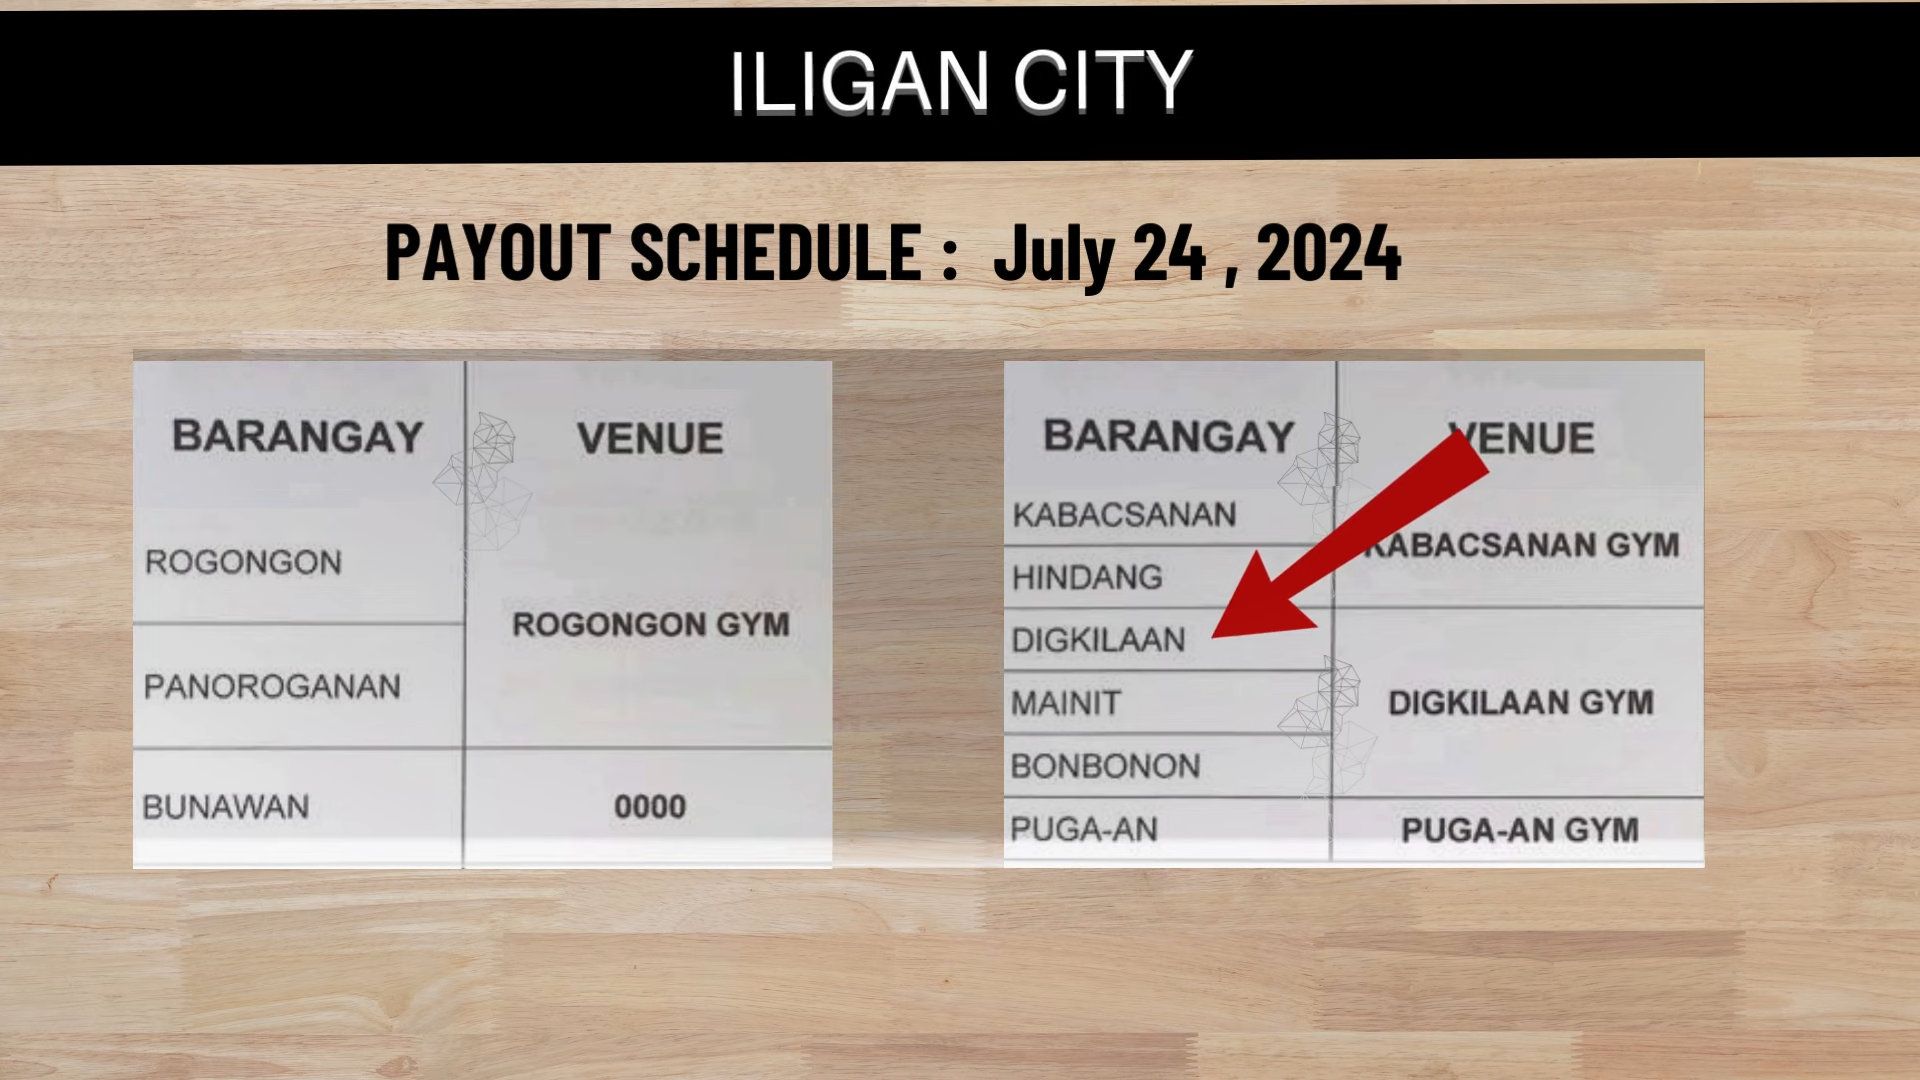 ILIGAN CITY
PAYOUT SCHEDULE : July 24 , 2024
BARANGAY VENUE
ROGONGON
ROGONGON GYM
PANOROGANAN
BUNAWAN 0000
BARANGAY VENUE
KABACSANAN
KABACSANAN GYM
HINDANG
DIGKILAAN
MAINIT DIGKILAAN GYM
BONBONON
PUGA-AN PUGA-AN GYM